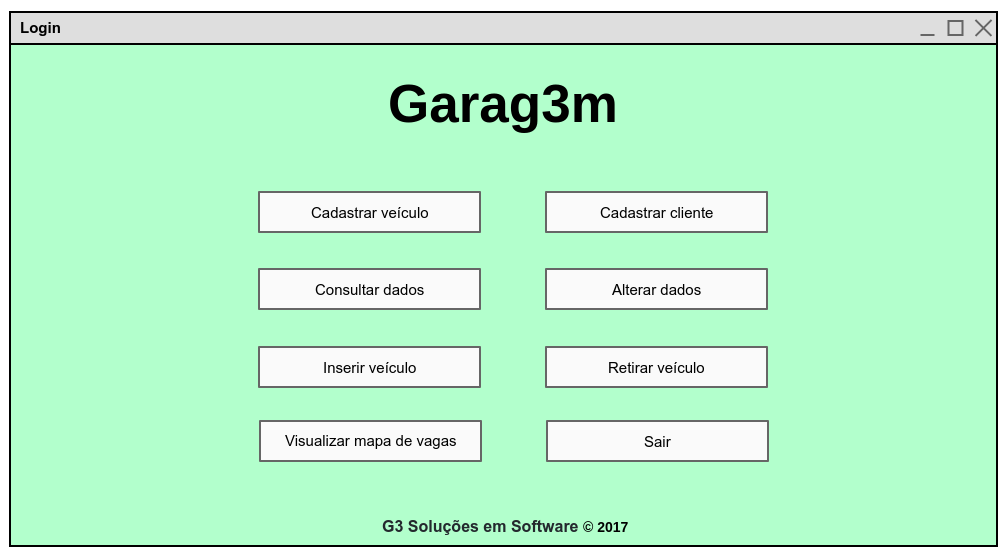 Login
Garag3m
Cadastrar veículo
Cadastrar cliente
Consultar dados
Alterar dados
Inserir veículo
Retirar veículo
Visualizar mapa de vagas
Sair
G3 Soluções em Software © 2017